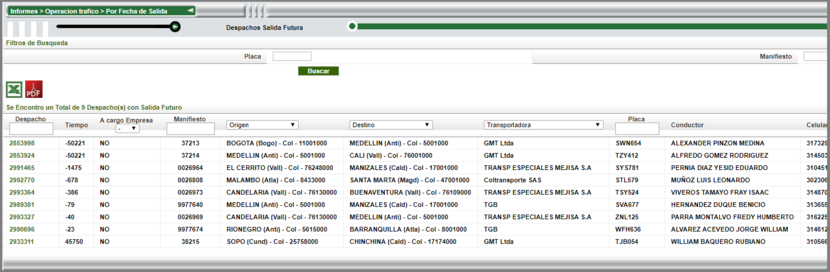 Informes > Operacion trafico > Por Fecha de Salida
Despachos Salida Futura
Filtros de Busqueda
Placa Manifiesto
Buscar
PDF
Se Encontro un Total de 9 Despacho(s) con Salida Futuro
Despacho Tiempo A cargo Empresa Manifiesto Origen Destino Transportadora Placa Conductor Celular
-
2853998 -50221 NO 37213 BOGOTA (Bogo) - Col - 11001000 MEDELLIN (Anti) - Col - 5001000 GMT Ltda SWN654 ALEXANDER PINZON MEDINA 317329
2853924 -50221 NO 37214 MEDELLIN (Anti) - Col - 5001000 CALI (Vall) - Col - 76001000 GMT Ltda TZY412 ALFREDO GOMEZ RODRIGUEZ 314503
2991465 -1475 NO 0026964 EL CERRITO (Vall) - Col - 76248000 MANIZALES (Cald) - Col - 17001000 TRANSP ESPECIALES MEJISA S.A SYS781 PERNIA DIAZ YESID EDUARDO 310451
2992770 -678 NO 0026808 MALAMBO (Atla) - Col - 8433000 SANTA MARTA (Magd) - Col - 47001000 Coltransporte SAS STL579 MUÑOZ LUIS LEONARDO
2993364 -386 NO 0026973 CANDELARIA (Vall) - Col - 76130000 BUENAVENTURA (Vall) - Col - 76109000 TRANSP ESPECIALES MEJISA S.A TSY524 VIVEROS TAMAYO FRAY ISAAC 314870
2989381 -79 NO 9977640 MEDELLIN (Anti) - Col - 5001000 MANIZALES (Cald) - Col - 17001000 TGB SVA677 HERNANDEZ DUQUE BENICIO 313655
2993327 -40 NO 0026969 CANDELARIA (Vall) - Col - 76130000 MEDELLIN (Anti) - Col - 5001000 TRANSP ESPECIALES MEJISA S.A ZNL125 PARRA MONTALVO FREDY HUMBERTO 316225
2990696 -23 NO 9977674 RIONEGRO (Anti) - Col - 5615000 BARRANQUILLA (Atla) - Col - 8001000 TGB WFH636 ALVAREZ ACEVEDO JORGE WILLIAM 314612
2933311 45750 NO 38215 SOPO (Cund) - Col - 25758000 CHINCHINA (Cald) - Col - 17174000 GMT Ltda TJB054 WILLIAM BAQUERO RUBIANO 310566